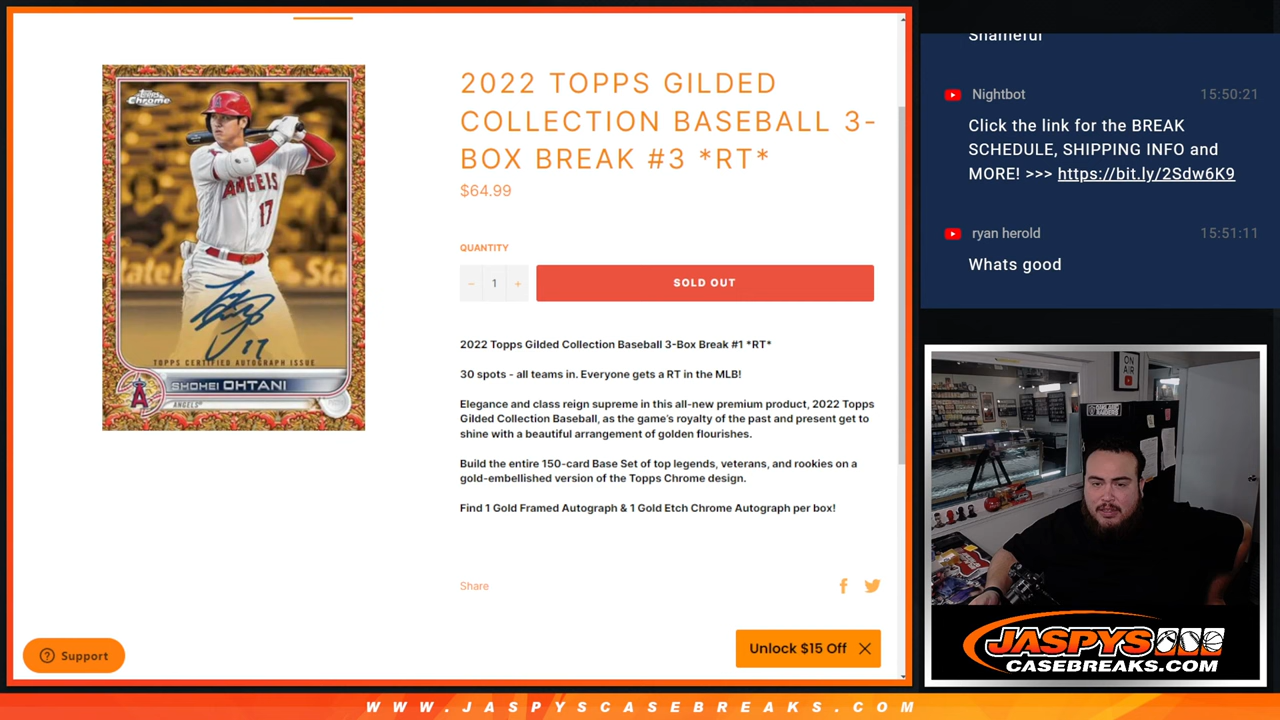 2022 TOPPS GILDED
COLLECTION BASEBALL 3-
BOX BREAK #3 *RT*
$64.99
QUANTITY
− 1 +
SOLD OUT
2022 Topps Gilded Collection Baseball 3-Box Break #1 *RT*
30 spots - all teams in. Everyone gets a RT in the MLB!
Elegance and class reign supreme in this all-new premium product, 2022 Topps
Gilded Collection Baseball, as the game's royalty of the past and present get to
shine with a beautiful arrangement of golden flourishes.
Build the entire 150-card Base Set of top legends, veterans, and rookies on a
gold-embellished version of the Topps Chrome design.
Find 1 Gold Framed Autograph & 1 Gold Etch Chrome Autograph per box!
Share
Support
Unlock $15 Off
Topps
Chrome
ANGELS
17
17
TOPPS CERTIFIED AUTOGRAPH ISSUE
SHOHEI OHTANI
ANGELS
Shameful
Nightbot 15:50:21
Click the link for the BREAK
SCHEDULE, SHIPPING INFO and
MORE! >>> https://bit.ly/2Sdw6K9
ryan herold 15:51:11
Whats good
ON
AIR
JASPYS
CASEBREAKS.COM
WWW.JASPYSCASEBREAKS.COM